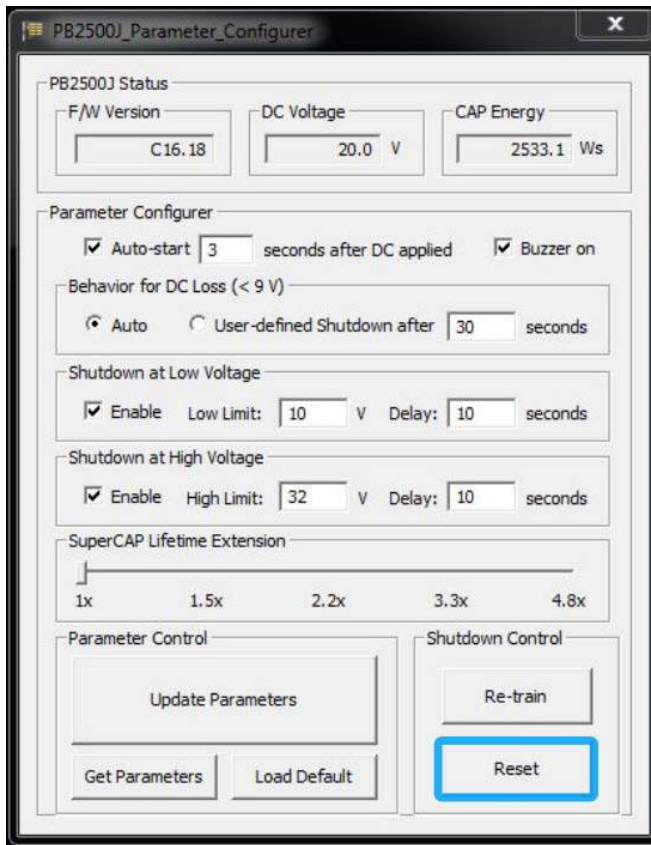 PB2500J_Parameter_Configurer
x
PB2500J Status
F/W Version DC Voltage CAP Energy
C16.18 20.0 V 2533.1 Ws
Parameter Configurer
Auto-start 3 seconds after DC applied Buzzer on
Behavior for DC Loss (< 9 V)
Auto User-defined Shutdown after 30 seconds
Shutdown at Low Voltage
Enable Low Limit: 10 V Delay: 10 seconds
Shutdown at High Voltage
Enable High Limit: 32 V Delay: 10 seconds
SuperCAP Lifetime Extension
1x 1.5x 2.2x 3.3x 4.8x
Parameter Control Shutdown Control
Update Parameters Re-train
Get Parameters Load Default Reset